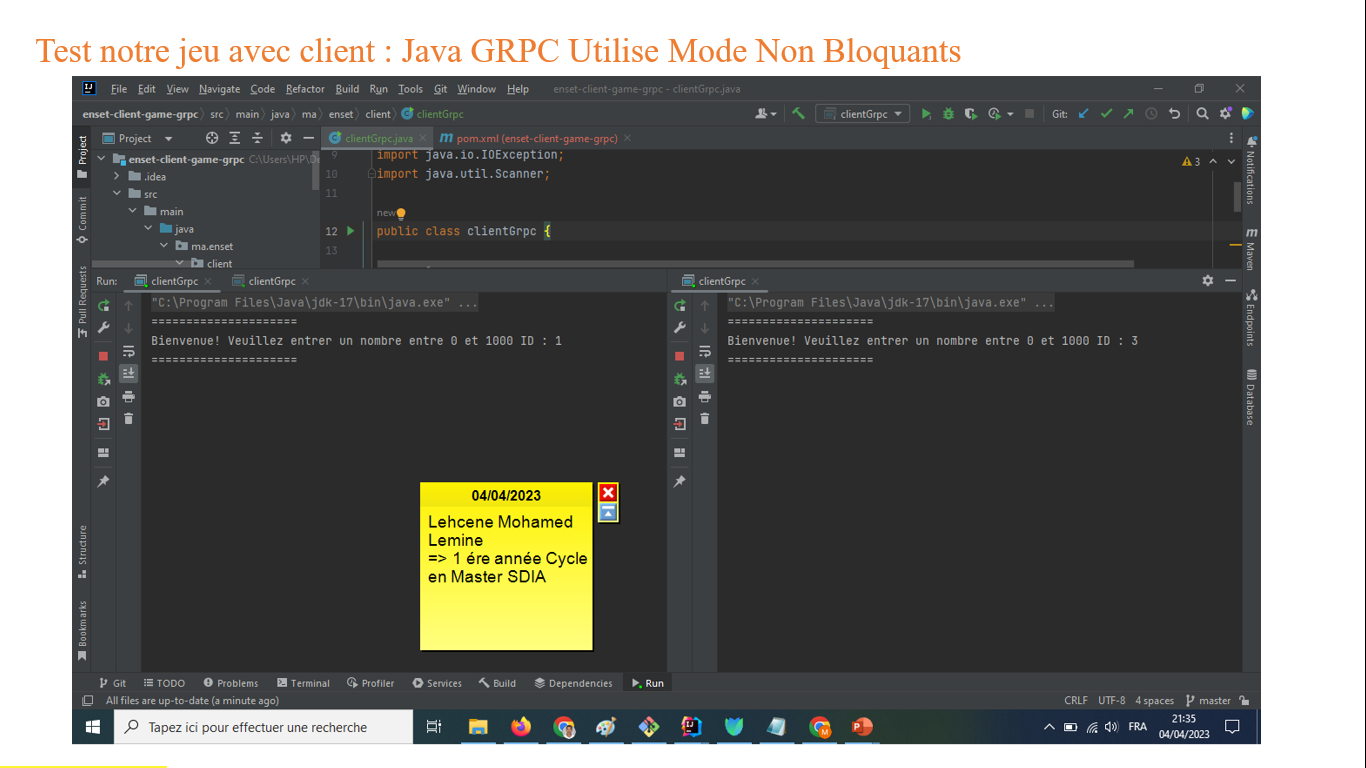 Test notre jeu avec client : Java GRPC Utilise Mode Non Bloquants
File Edit View Navigate Code Refactor Build Run Tools Git Window Help enset-client-game-grpc - clientGrpc.java
enset-client-game-grpc src main java ma enset client clientGrpc clientGrpc Git:
Project clientGrpc.java pom.xml (enset-client-game-grpc)
Project
Commit
Pull Requests
enset-client-game-grpc C:\Users\HP\De
.idea
src
main
java
ma.enset
client
9 import java.io.IOException;
10 import java.util.Scanner;
11
new
12 public class clientGrpc {
13
3
Notifications
Maven
Endpoints
Database
Run: clientGrpc clientGrpc
"C:\Program Files\Java\jdk-17\bin\java.exe" ...
=====================
Bienvenue! Veuillez entrer un nombre entre 0 et 1000 ID : 1
=====================
clientGrpc
"C:\Program Files\Java\jdk-17\bin\java.exe" ...
=====================
Bienvenue! Veuillez entrer un nombre entre 0 et 1000 ID : 3
=====================
04/04/2023
Lehcene Mohamed
Lemine
=> 1 ére année Cycle
en Master SDIA
Structure
Bookmarks
Git TODO Problems Terminal Profiler Services Build Dependencies Run
All files are up-to-date (a minute ago) CRLF UTF-8 4 spaces master
Tapez ici pour effectuer une recherche
FRA
21:35
04/04/2023